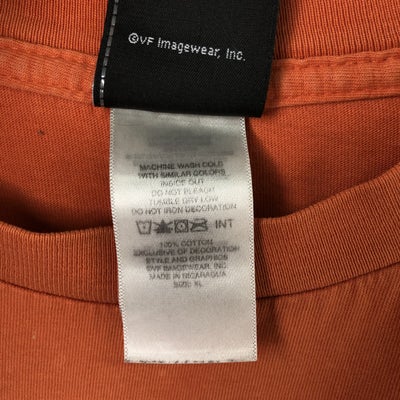 ©VF Imagewear, Inc.
MACHINE WASH COLD
WITH SIMILAR COLORS
INSIDE OUT
DO NOT BLEACH
TUMBLE DRY LOW
DO NOT IRON DECORATION
INT
100% COTTON
EXCLUSIVE OF DECORATION
STYLE AND GRAPHICS
©VF IMAGEWEAR, INC.
MADE IN NICARAGUA
SIZE: XL